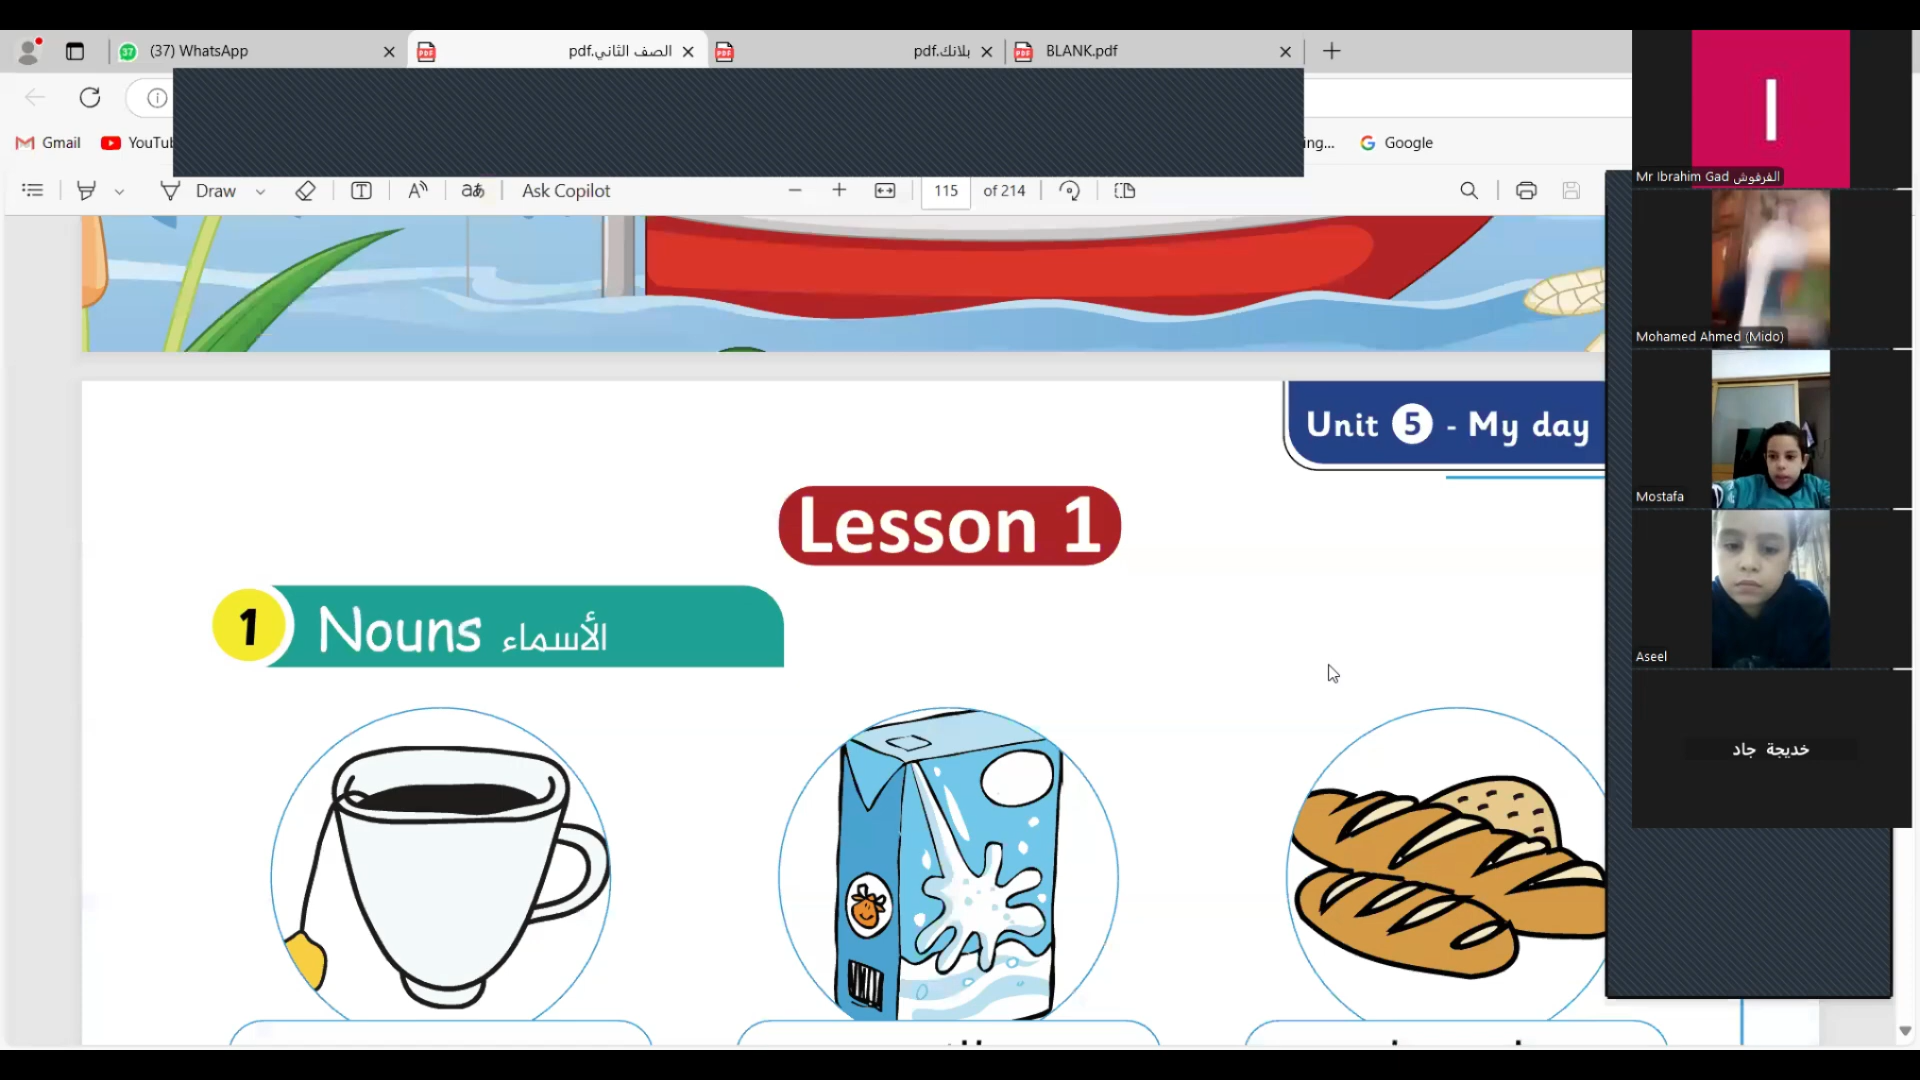 (37) WhatsApp
الصف الثاني.pdf
بلانك.pdf
BLANK.pdf
Gmail
ing...
Google
Draw
Ask Copilot
115 of 214
Mr Ibrahim Gad الفرفوش
Mohamed Ahmed (Mido)
Mostafa
Aseel
خديجة جاد
Unit 5 - My day
Lesson 1
1 Nouns الأسماء